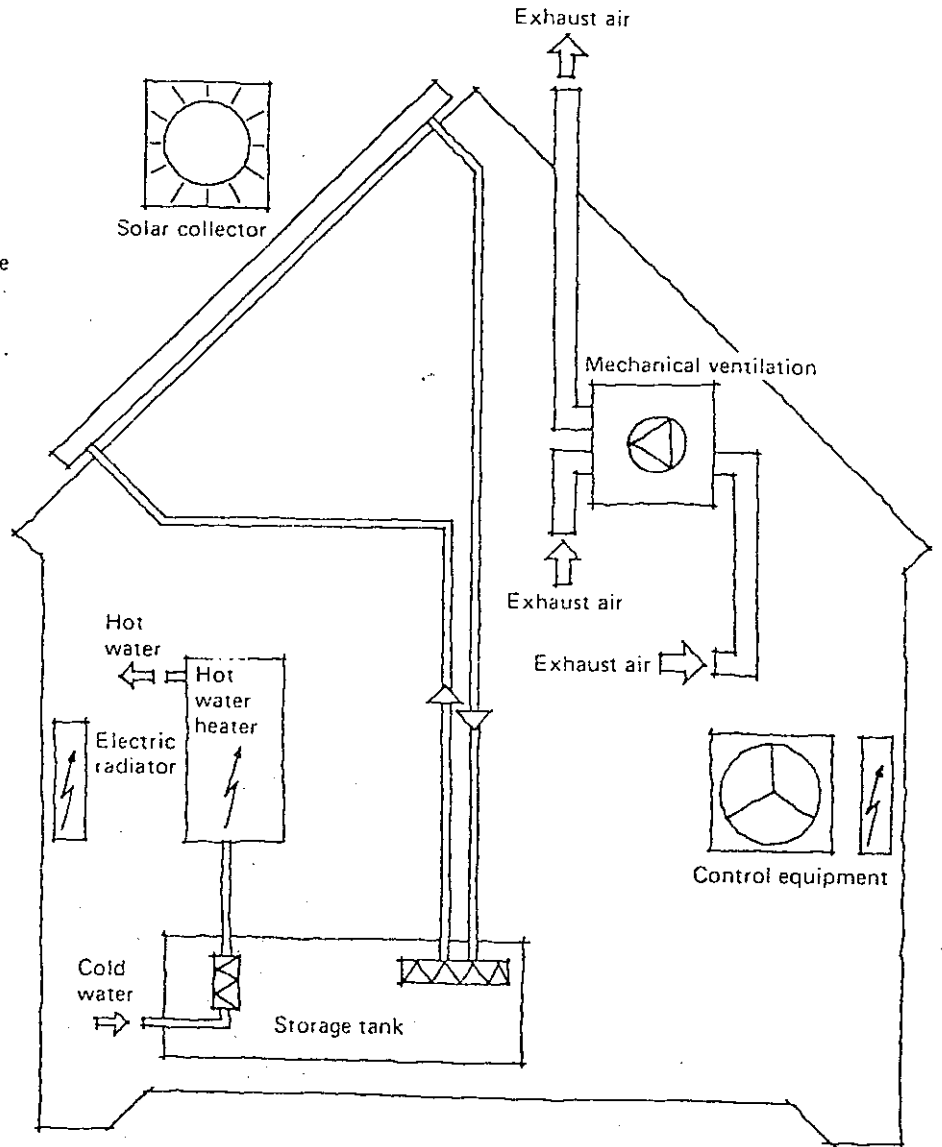 Exhaust air
Solar collector
e
Mechanical ventilation
Exhaust air
Exhaust air
Hot
water
Hot
water
heater
Electric
radiator
Control equipment
Cold
water
Storage tank